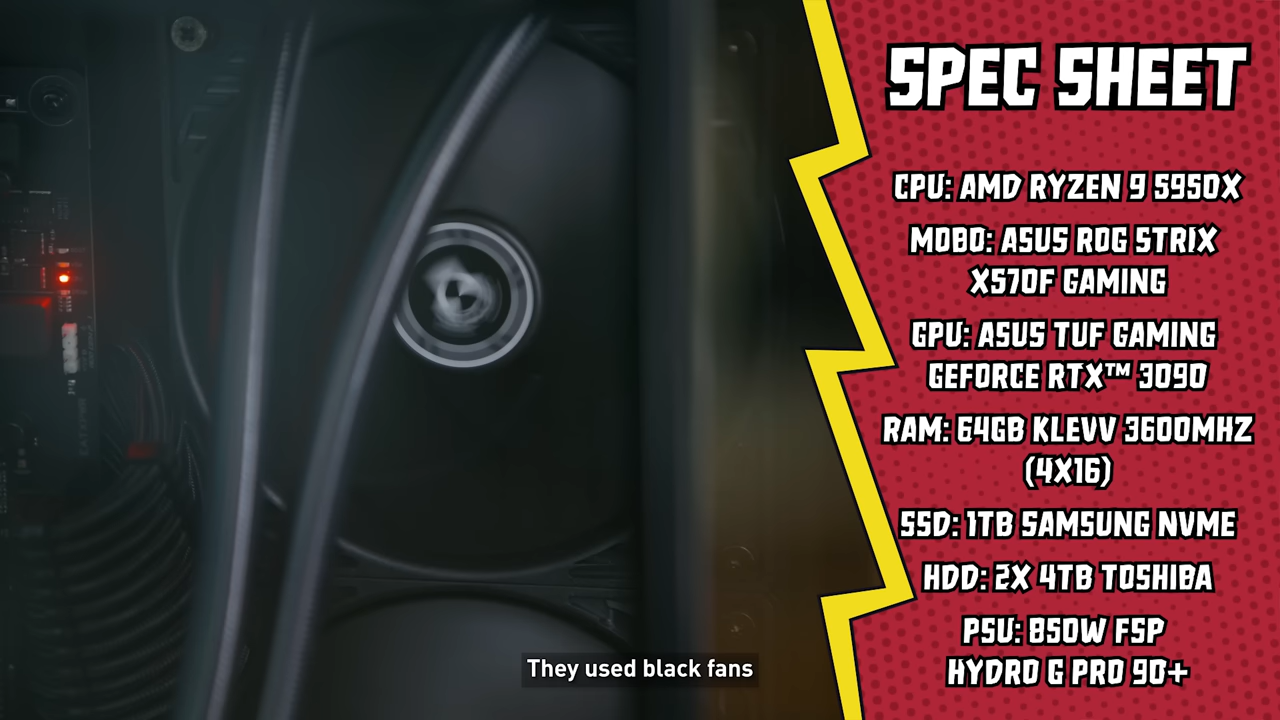 SPEC SHEET
CPU: AMD RYZEN 9 5950X
MOBO: ASUS ROG STRIX
X570F GAMING
GPU: ASUS TUF GAMING
GEFORCE RTX™ 3090
RAM: 64GB KLEVV 3600MHZ
(4X16)
SSD: 1TB SAMSUNG NVME
HDD: 2X 4TB TOSHIBA
PSU: 850W FSP
HYDRO G PRO 90+
They used black fans